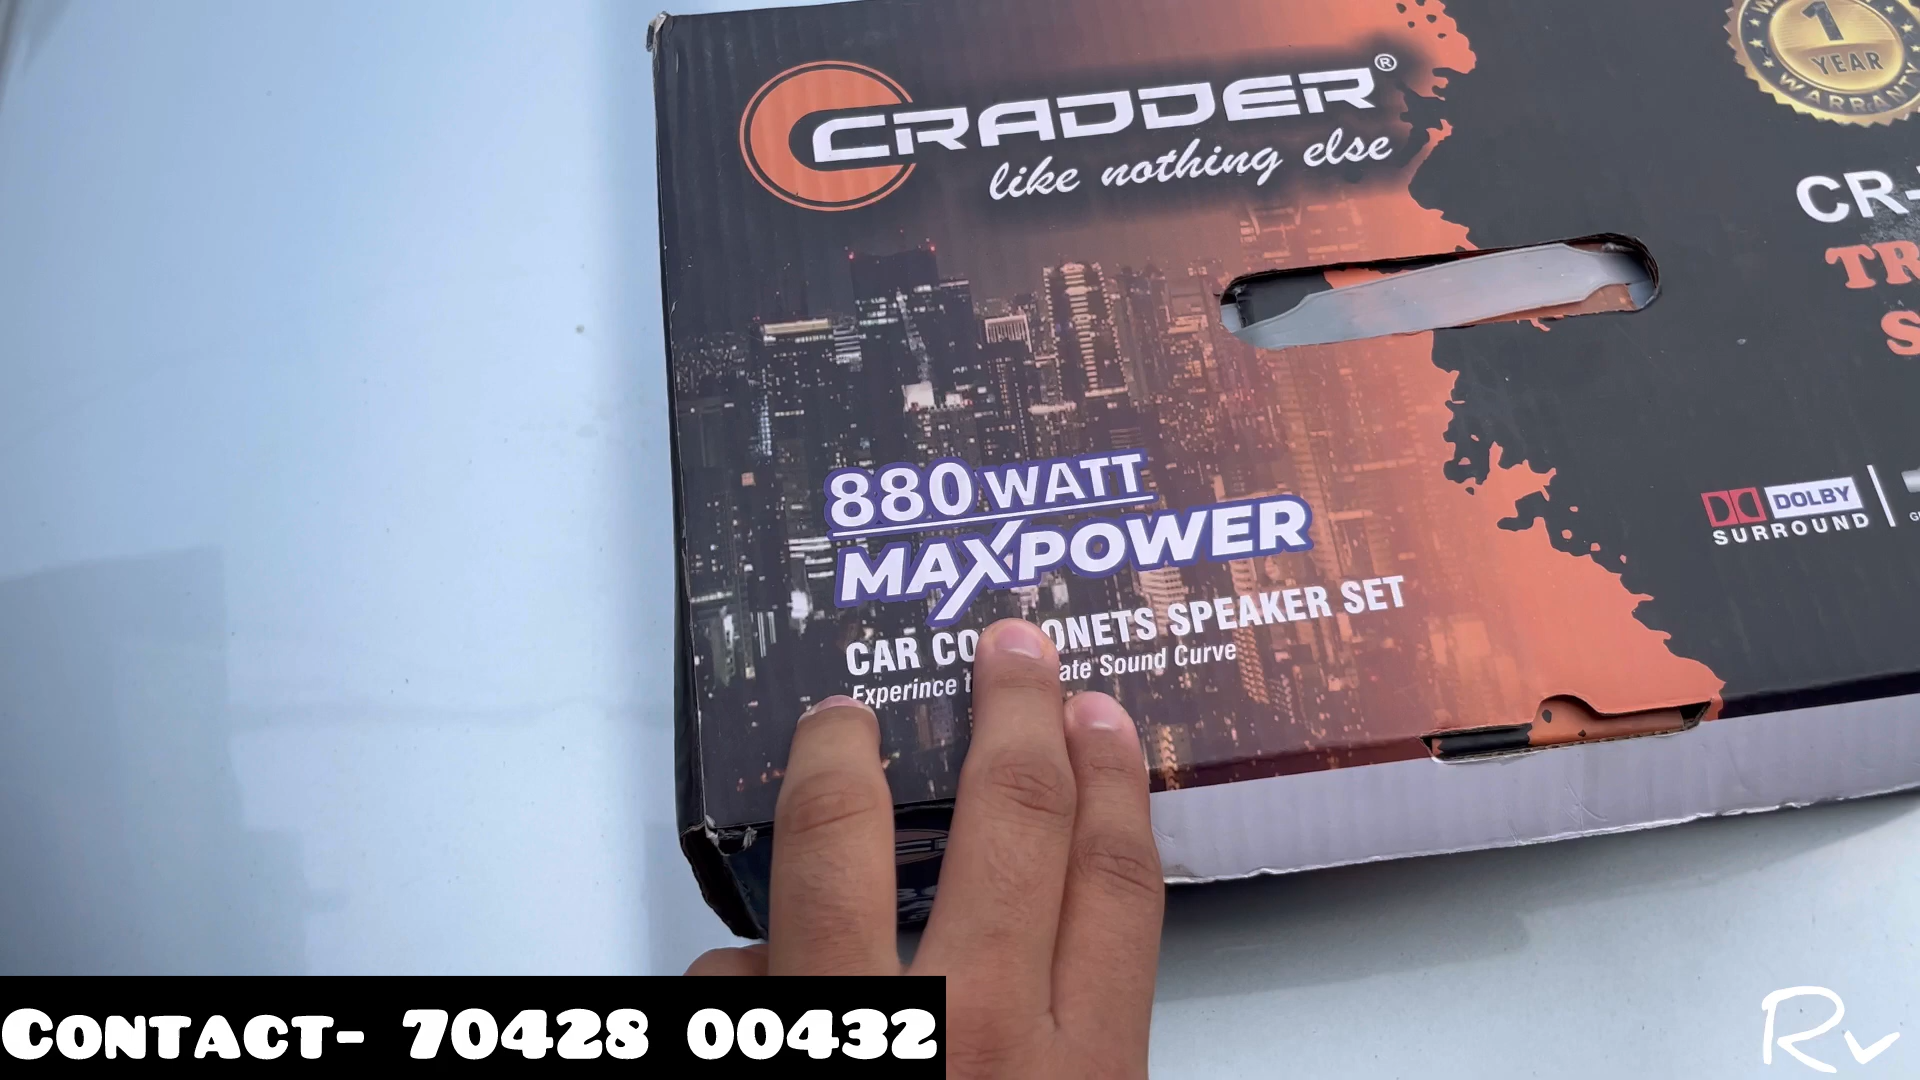 CRADDER®
like nothing else
1
YEAR
WARRANTY
CR-
880 WATT
MAXPOWER
CAR CO ONETS SPEAKER SET
Experince t ate Sound Curve
DOLBY
SURROUND
CONTACT- 70428 00432
Rv